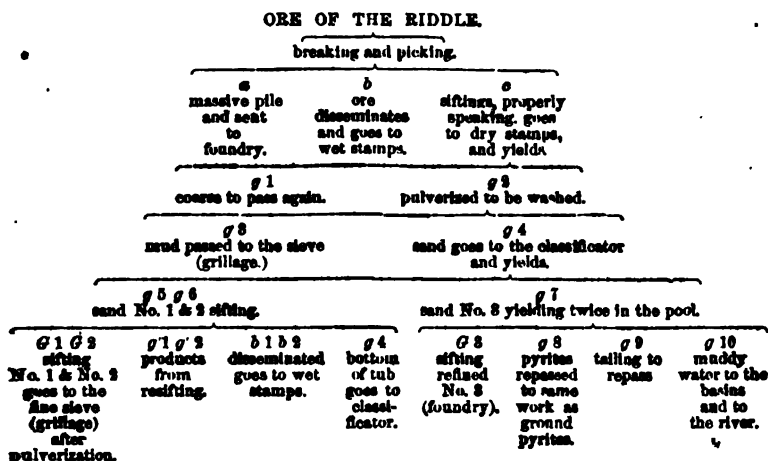 ORE OF THE RIDDLE.
breaking and picking.
a
massive pile
and sent
to
foundry.
b
ore
disseminates
and goes to
wet stamps.
c
siftings, properly
speaking. goes
to dry stamps,
and yields
g 1
coarse to pass again.
g 2
pulverized to be washed.
g 3
mud passed to the sieve
(grillage.)
g 4
sand goes to the classificator
and yields.
g 5 g 6
sand No. 1 & 2 sifting.
g 7
sand No. 3 yielding twice in the pool.
G 1 G 2
sifting
No. 1 & No. 2
goes to the
fine sieve
(grillage)
after
pulverization.
g' 1 g' 2
products
from
resifting.
b 1 b 2
disseminated
goes to wet
stamps.
g 4
bottom
of tub
goes to
classi-
ficator.
G 3
sifting
refined
No. 3
(foundry).
g 8
pyrites
repassed
to same
work as
ground
pyrites.
g 9
tailing to
repass
g 10
muddy
water to the
basins
and to
the river.